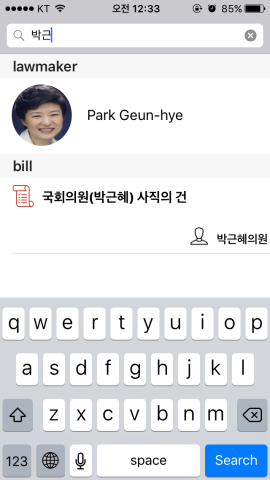 KT 오전 12:33 85%
박근
lawmaker
Park Geun-hye
bill
국회의원(박근혜) 사직의 건
박근혜의원
q w e r t y u i o p
a s d f g h j k l
z x c v b n m
123 space Search